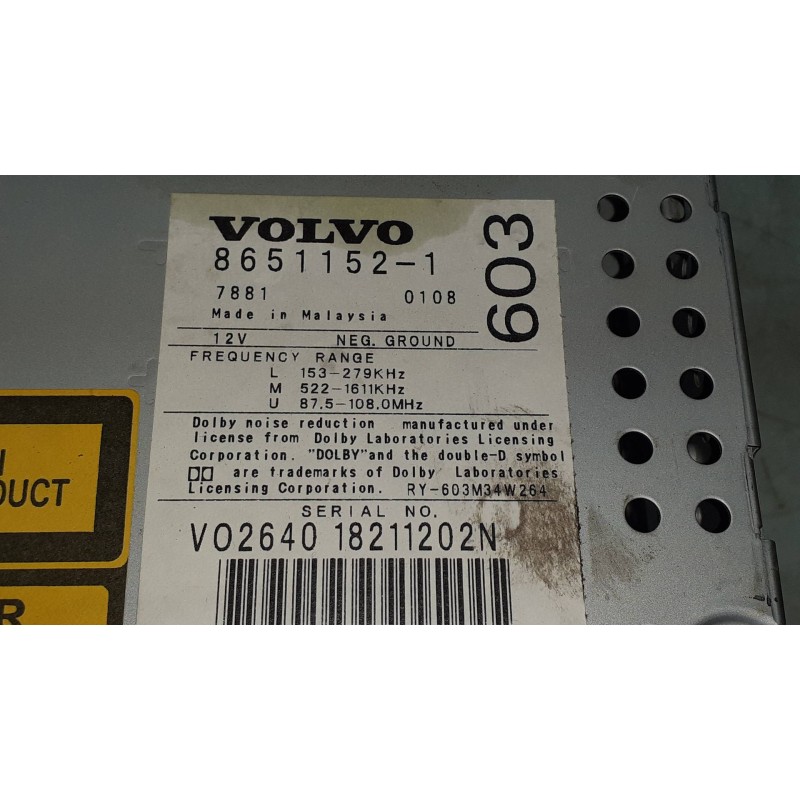 VOLVO
8651152-1
7881 0108
Made in Malaysia
603
12V NEG. GROUND
FREQUENCY RANGE
L 153-279KHz
M 522-1611KHz
U 87.5-108.0MHz
Dolby noise reduction manufactured under
license from Dolby Laboratories Licensing
Corporation. "DOLBY" and the double-D symbol
are trademarks of Dolby Laboratories
Licensing Corporation. RY-603M34W264
SERIAL NO.
VO2640 18211202N
DUCT
R